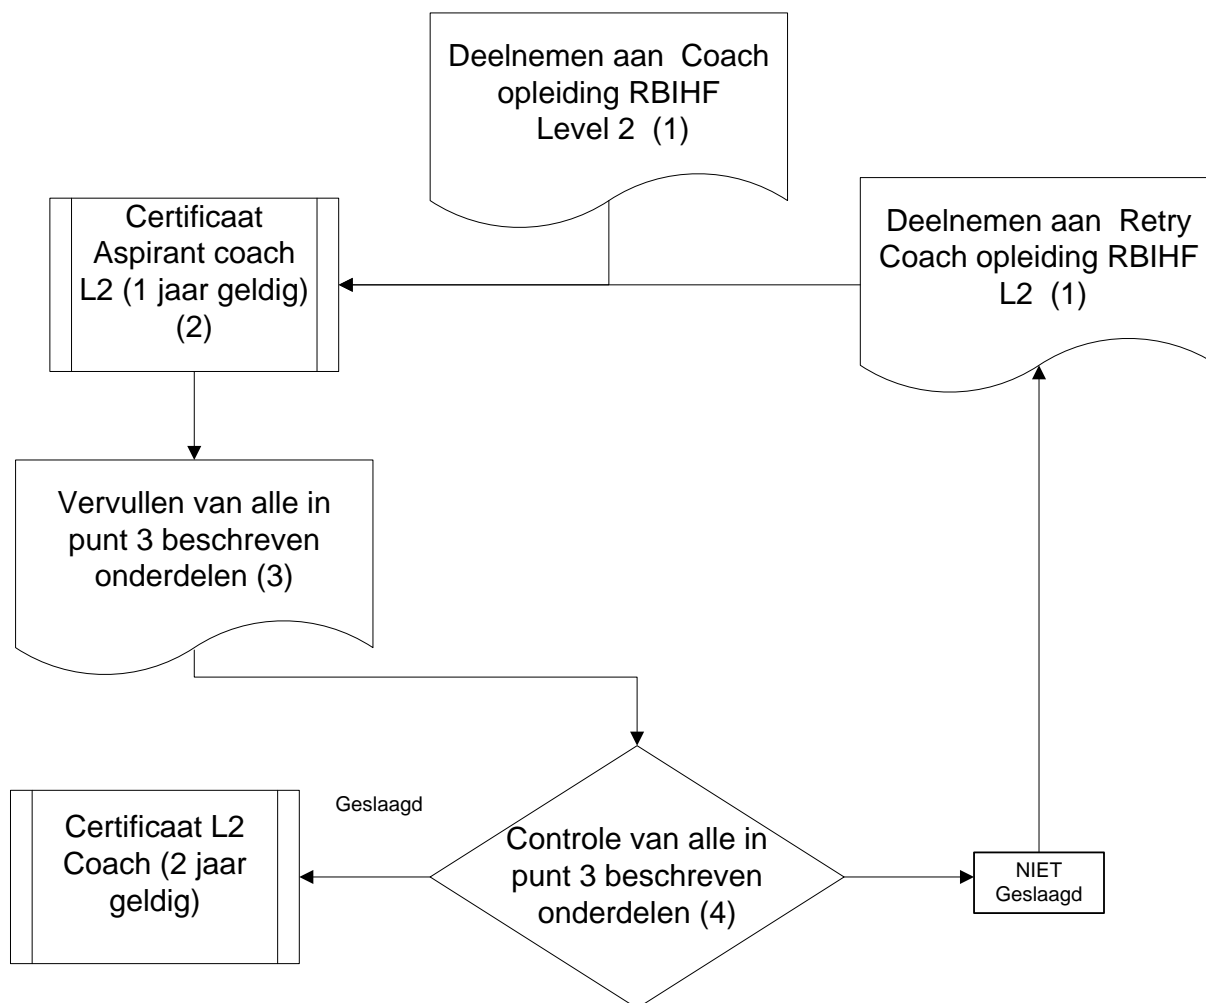 Deelnemen aan  Coach
opleiding RBIHF
Level 2  (1)
Certificaat
Aspirant coach
L2 (1 jaar geldig)
(2)
Deelnemen aan  Retry
Coach opleiding RBIHF
L2  (1)
Vervullen van alle in
punt 3 beschreven
onderdelen (3)
Geslaagd
Certificaat L2
Coach (2 jaar
geldig)
Controle van alle in
punt 3 beschreven
onderdelen (4)
NIET
Geslaagd